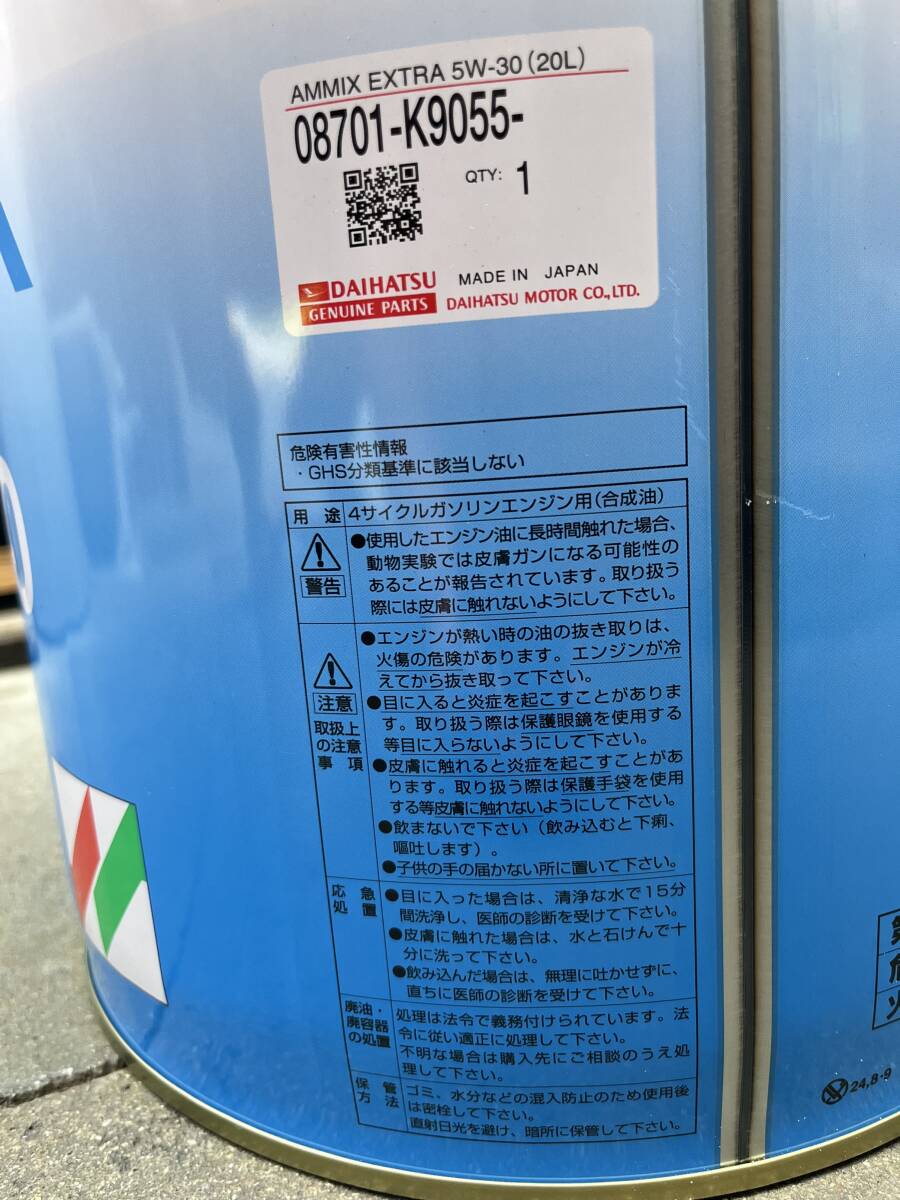 AMMIX EXTRA 5W-30(20L)
08701-K9055-
QTY: 1
DAIHATSU
GENUINE PARTS
MADE IN JAPAN
DAIHATSU MOTOR CO.,LTD.
危険有害性情報
・GHS分類基準に該当しない
用途 4サイクルガソリンエンジン用(合成油)
警告
●使用したエンジン油に長時間触れた場合、
動物実験では皮膚ガンになる可能性の
あることが報告されています。取り扱う
際には皮膚に触れないようにして下さい。
注意
取扱上
の注意
事項
●エンジンが熱い時の油の抜き取りは、
火傷の危険があります。エンジンが冷
えてから抜き取って下さい。
●目に入ると炎症を起こすことがありま
す。取り扱う際は保護眼鏡を使用する
等目に入らないようにして下さい。
●皮膚に触れると炎症を起こすことがあ
ります。取り扱う際は保護手袋を使用
する等皮膚に触れないようにして下さい。
●飲まないで下さい(飲み込むと下痢、
嘔吐します)。
●子供の手の届かない所に置いて下さい。
応急
処置
●目に入った場合は、清浄な水で15分
間洗浄し、医師の診断を受けて下さい。
●皮膚に触れた場合は、水と石けんで十
分に洗って下さい。
●飲み込んだ場合は、無理に吐かせずに、
直ちに医師の診断を受けて下さい。
廃油・
廃容器
の処置
処理は法令で義務付けられています。法
令に従い適正に処理して下さい。
不明な場合は購入先にご相談のうえ処
理して下さい。
保管
方法
ゴミ、水分などの混入防止のため使用後
は密栓して下さい。
直射日光を避け、暗所に保管して下さい。
24,8-9